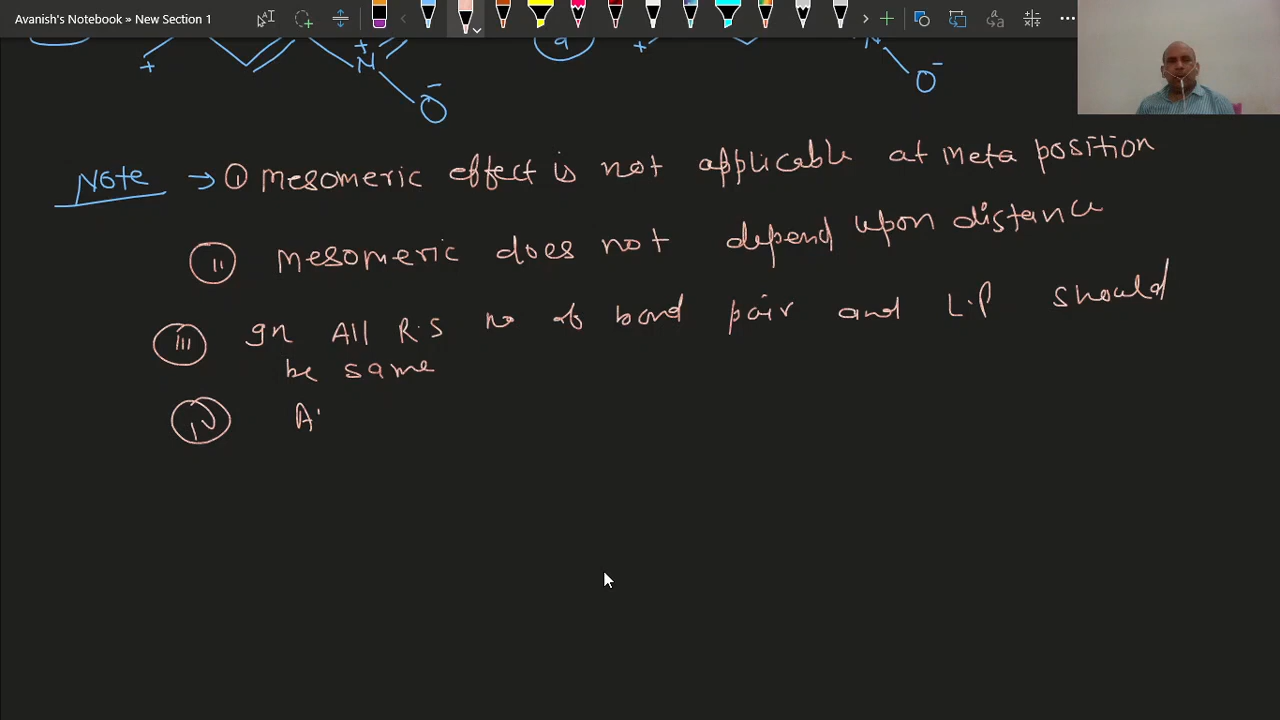 Avanish's Notebook » New Section 1
+ N + O - a + N O -
Note → ① Mesomeric effect is not applicable at Meta position
ii Mesomeric does not depend upon distance
iii In All R.S no of bond pair and L.P should
be same
iv A